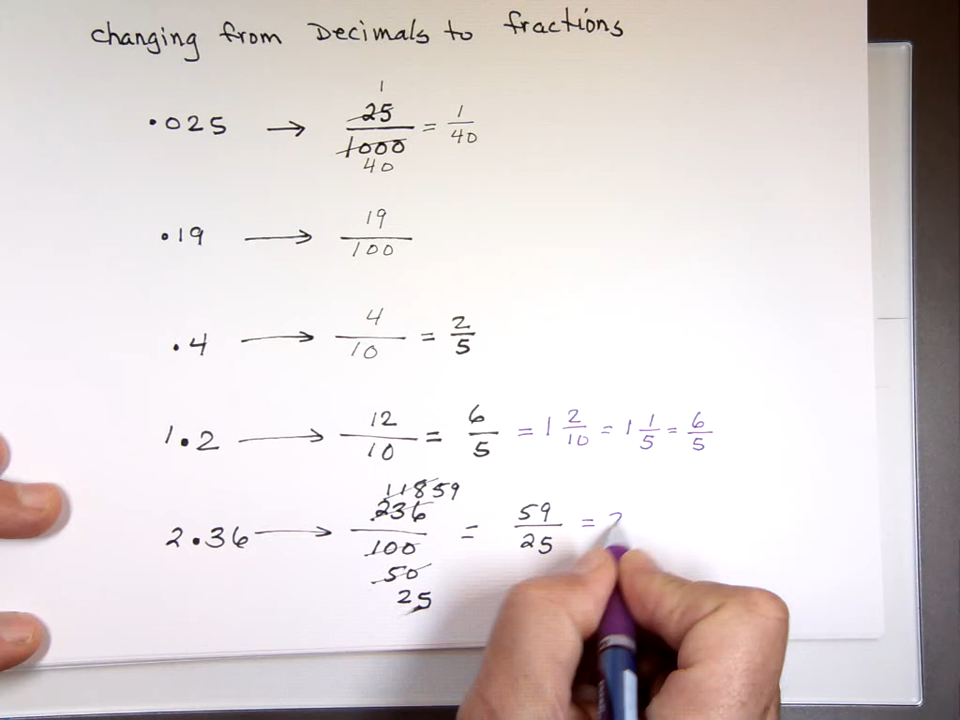 changing from Decimals to fractions
.025 → 25/1000 = 1/40
1
40
.19 → 19/100
.4 → 4/10 = 2/5
1.2 → 12/10 = 6/5 = 1 2/10 = 1 1/5 = 6/5
118 59
2.36 → 236/100 = 59/25 =
50
25